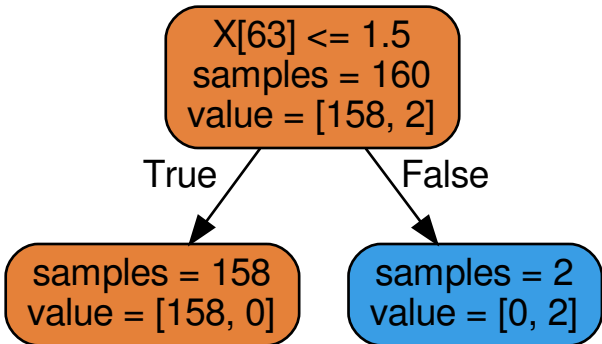 X[63] <= 1.5
samples = 160
value = [158, 2]
True
False
samples = 158
value = [158, 0]
samples = 2
value = [0, 2]